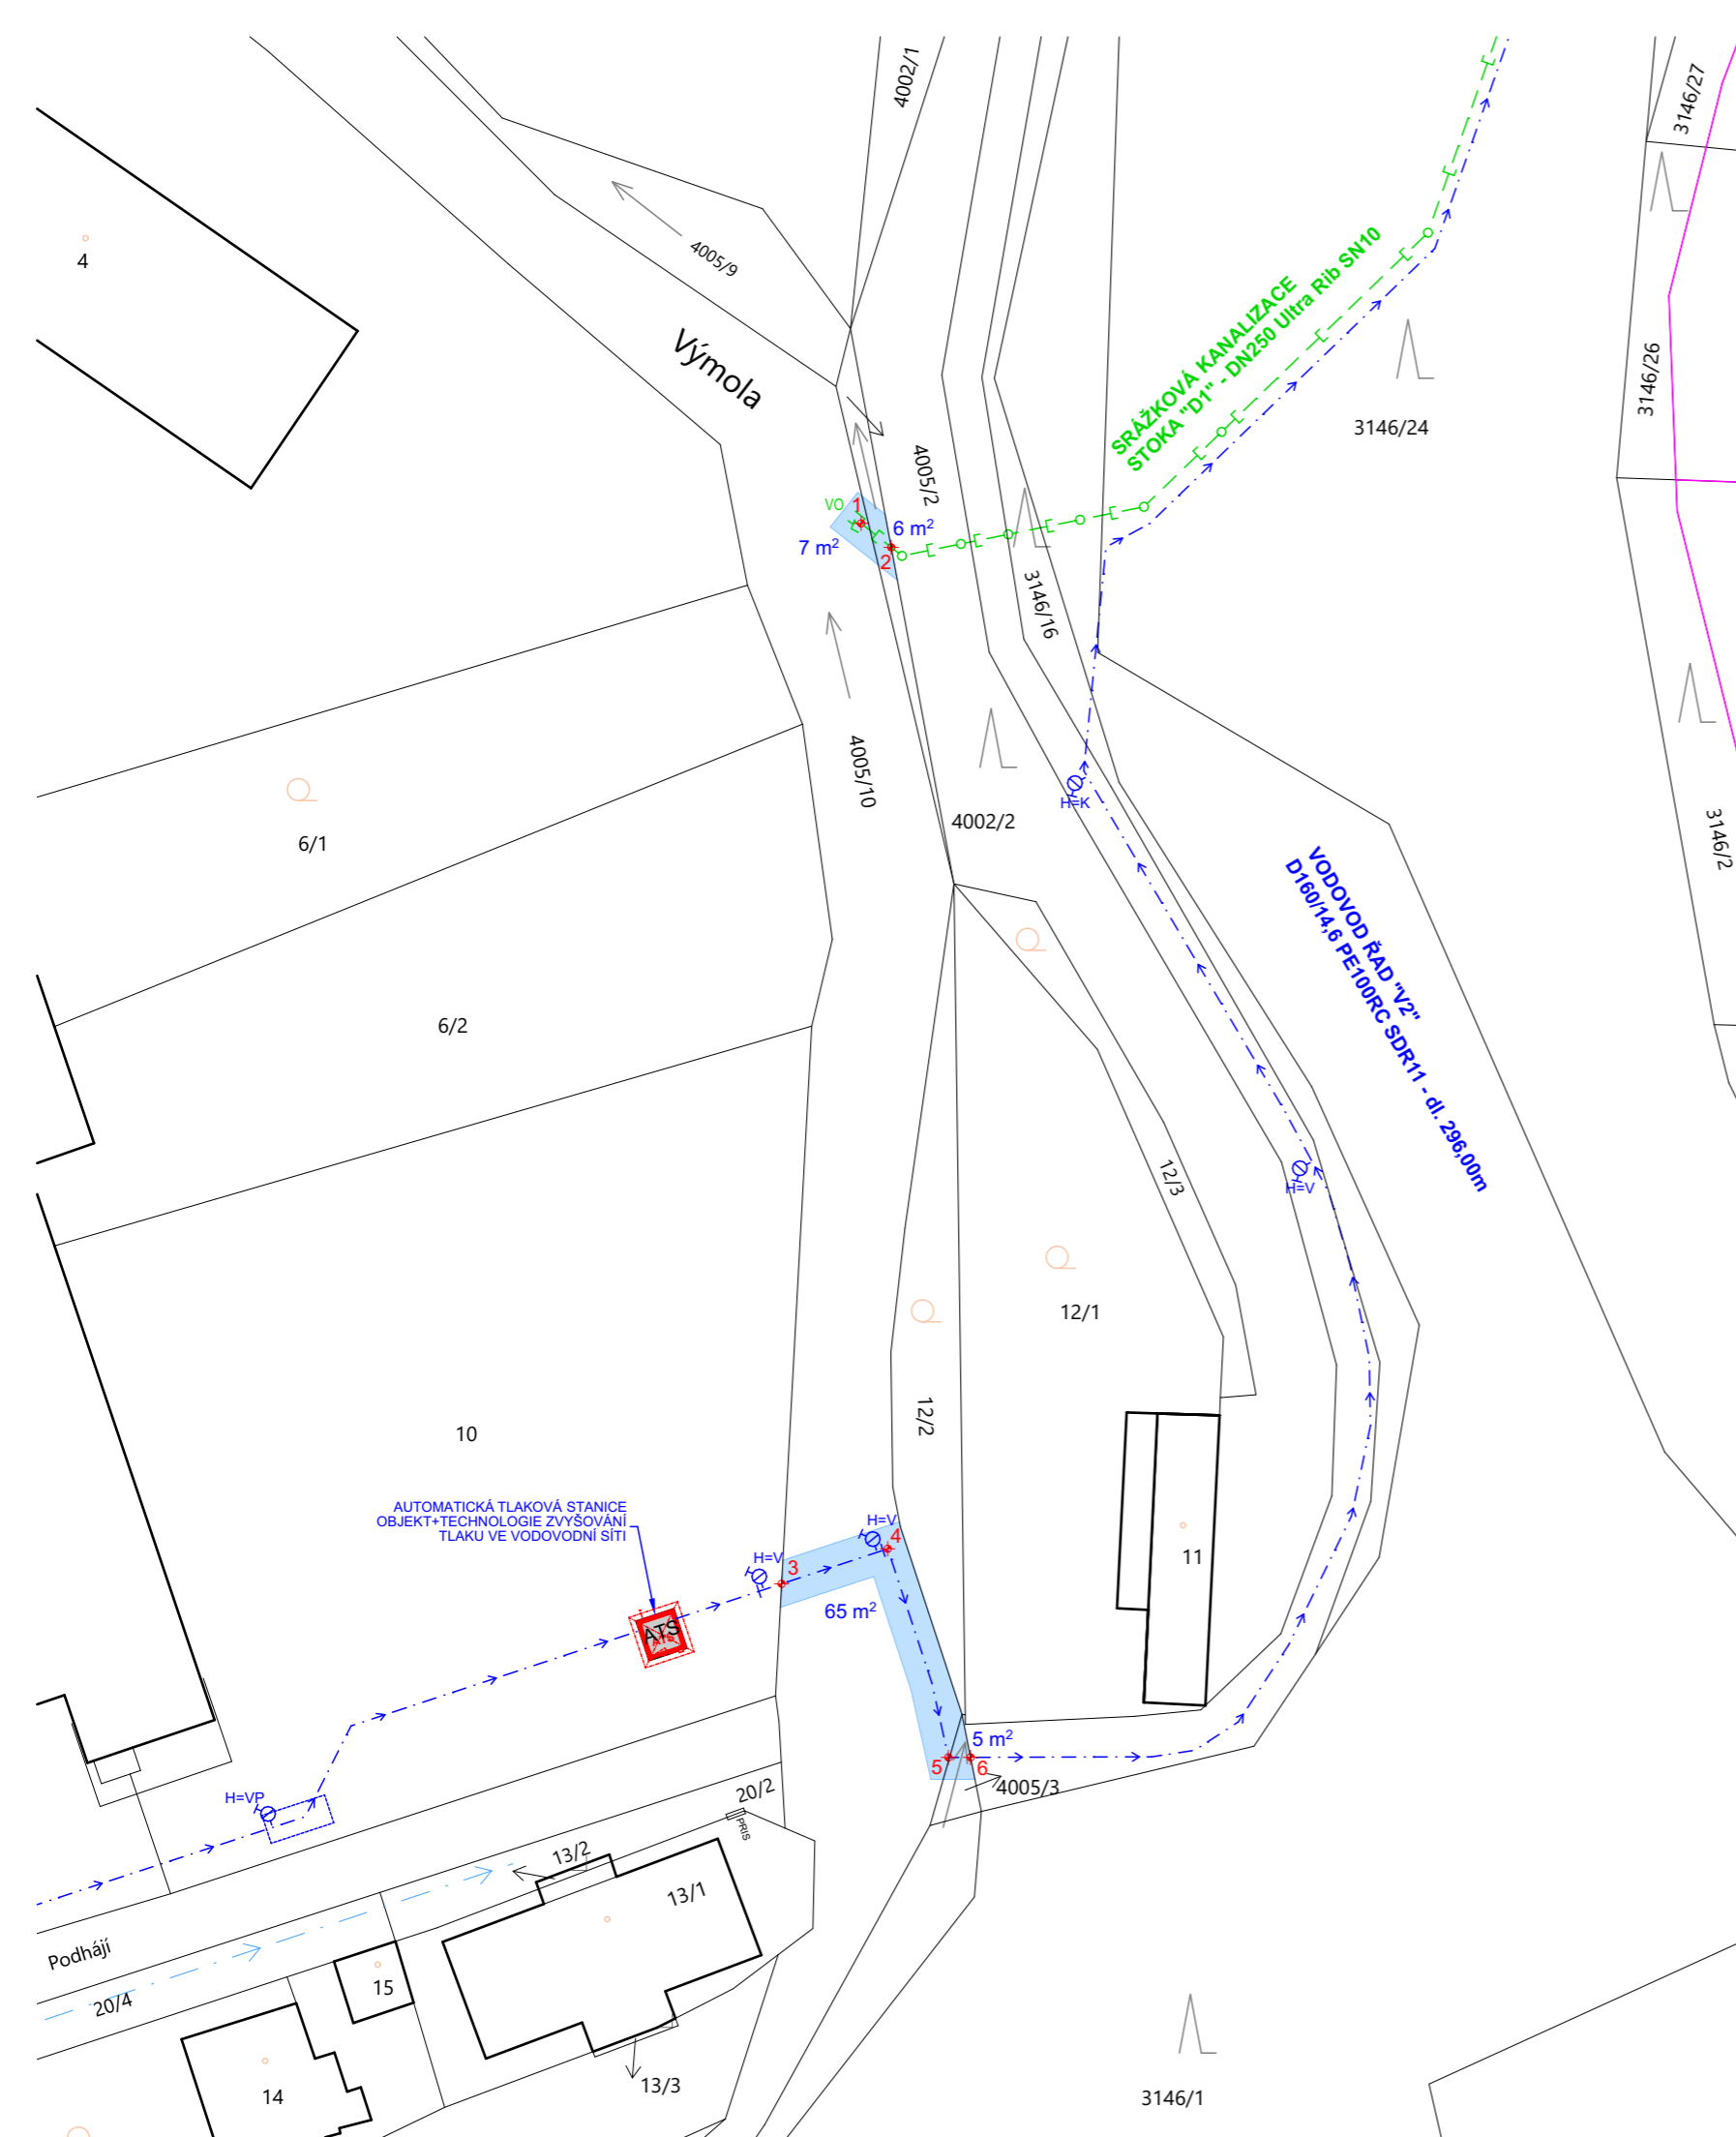 4002/1
3146/27
4
4005/9
SRÁŽKOVÁ KANALIZACE
STOKA "D1" - DN250 Ultra Rib SN10
Výmola
3146/26
3146/24
4005/2
VO
1
6 m²
7 m²
2
3146/16
4005/10
H=K
4002/2
6/1
3146/2
VODOVOD ŘAD "V2"
D160/14,6 PE100RC SDR11 - dl. 296,00m
6/2
12/3
H=V
12/1
12/2
10
AUTOMATICKÁ TLAKOVÁ STANICE
OBJEKT+TECHNOLOGIE ZVYŠOVÁNÍ
TLAKU VE VODOVODNÍ SÍTI
H=V
4
H=V
3
11
65 m²
ATS
5 m²
5
6
4005/3
20/2
H=VP
PRIS
13/2
13/1
Podhájí
15
20/4
14
13/3
3146/1